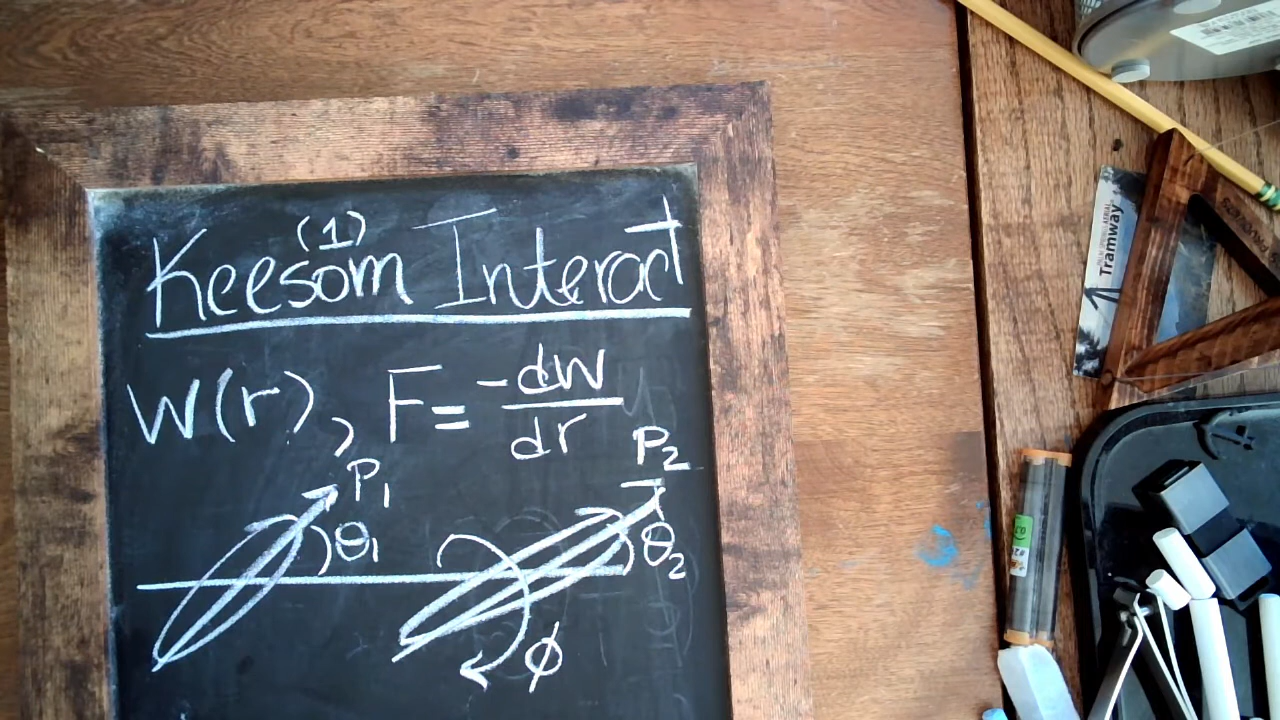 (1)
Keesom Interact
W(r), F = -dW/dr
P₁ P₂
θ₁ θ₂
ϕ
Tramway